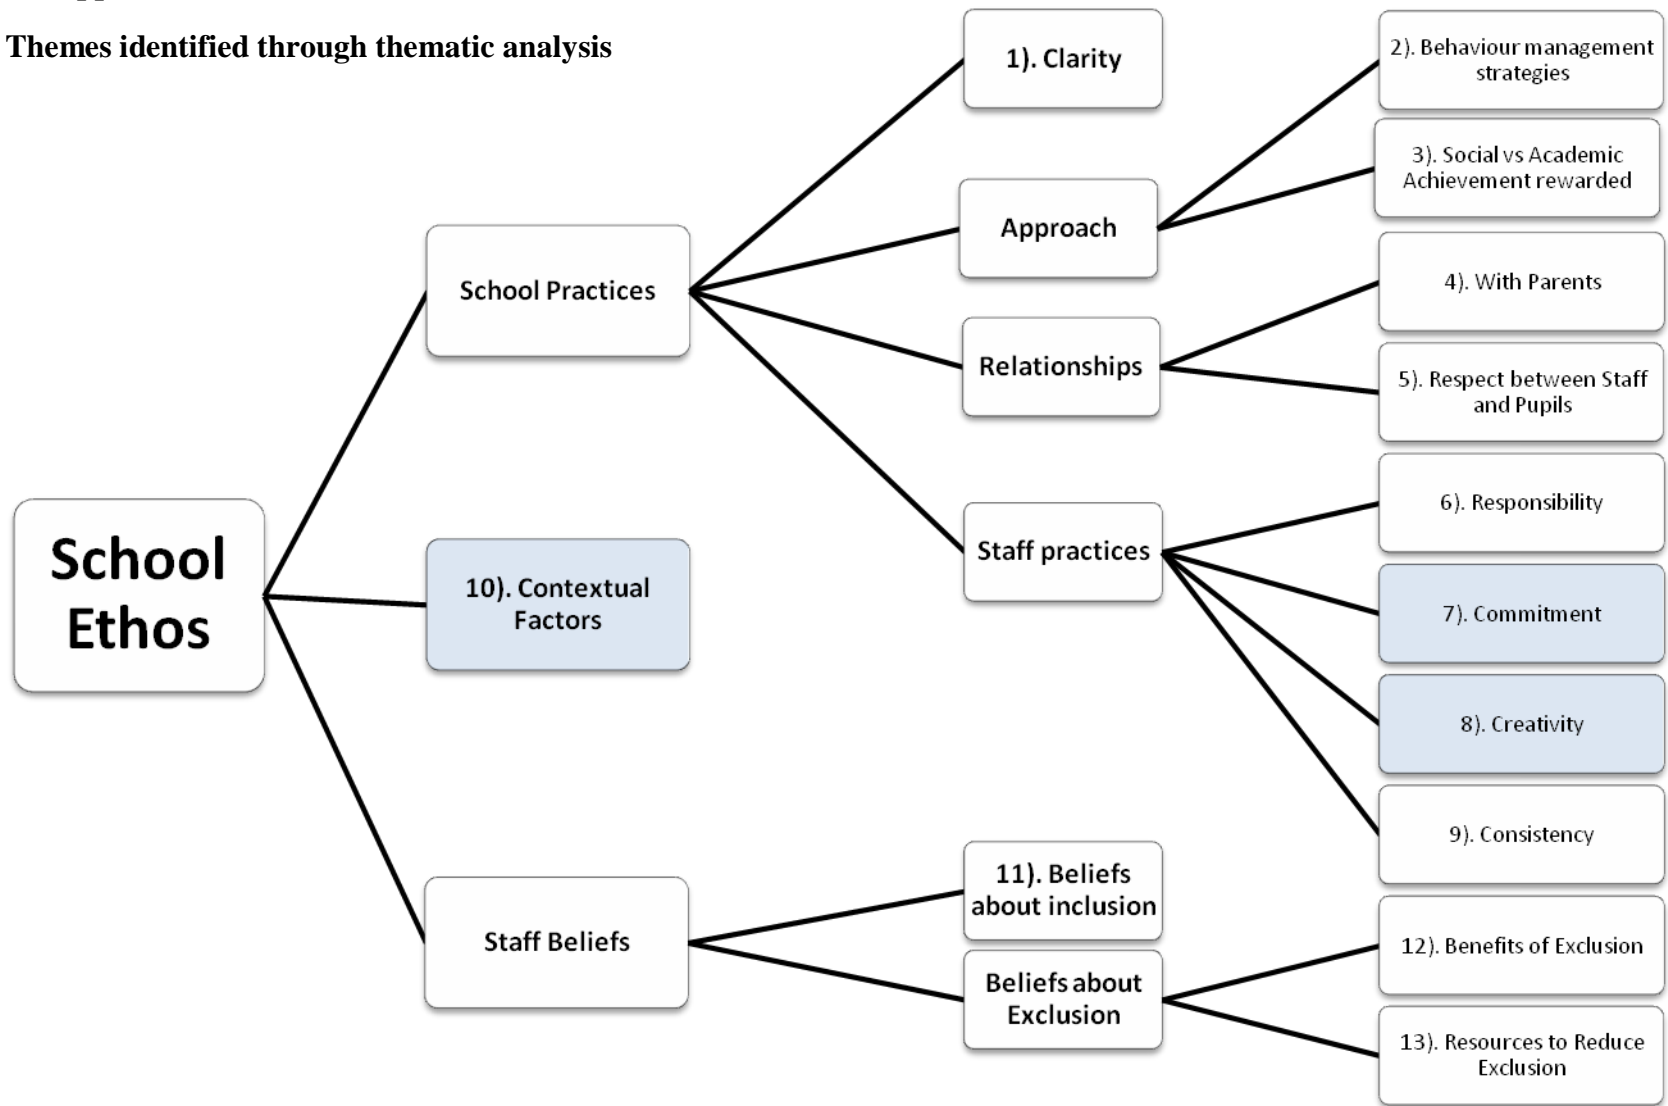 Themes identified through thematic analysis
1). Clarity
2). Behaviour management
strategies
3). Social vs Academic
Achievement rewarded
Approach
School Practices
4). With Parents
Relationships
5). Respect between Staff
and Pupils
6). Responsibility
Staff practices
School
Ethos
10). Contextual
Factors
7). Commitment
8). Creativity
9). Consistency
11). Beliefs
about inclusion
Staff Beliefs
12). Benefits of Exclusion
Beliefs about
Exclusion
13). Resources to Reduce
Exclusion